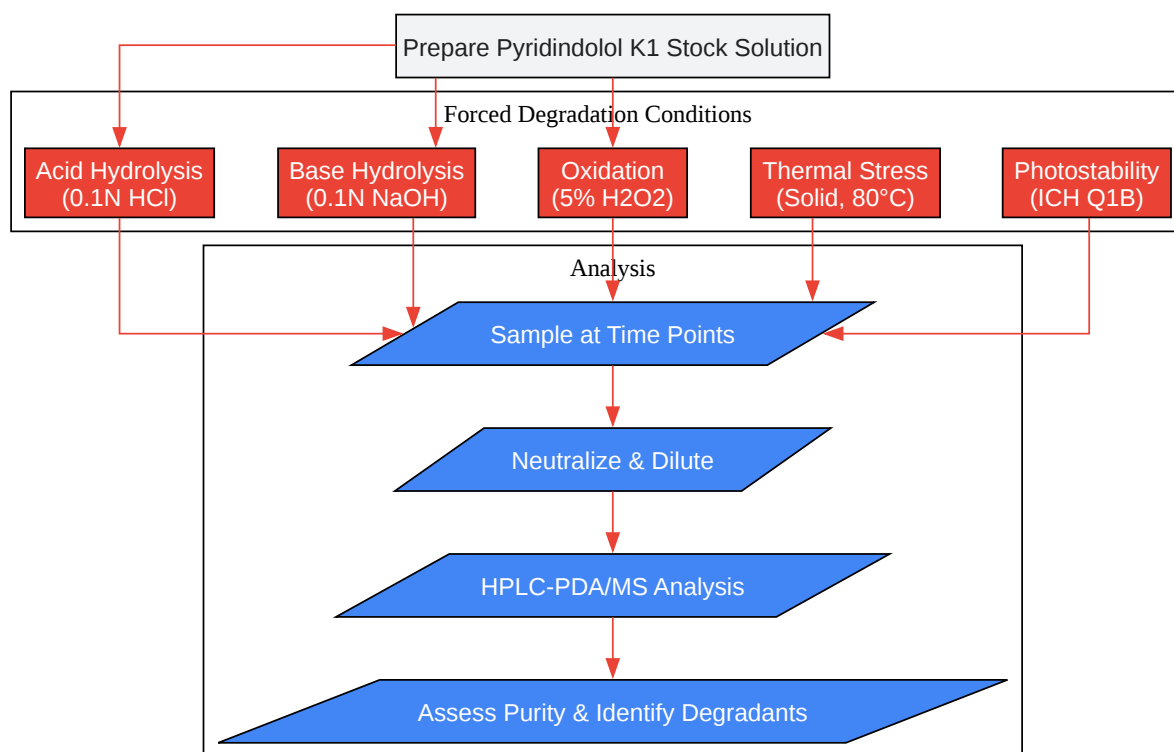 Prepare Pyridindolol K1 Stock Solution
Forced Degradation Conditions
Acid Hydrolysis
(0.1N HCl)
Base Hydrolysis
(0.1N NaOH)
Oxidation
(5% H2O2)
Thermal Stress
(Solid, 80°C)
Photostability
(ICH Q1B)
Analysis
Sample at Time Points
Neutralize & Dilute
HPLC-PDA/MS Analysis
Assess Purity & Identify Degradants